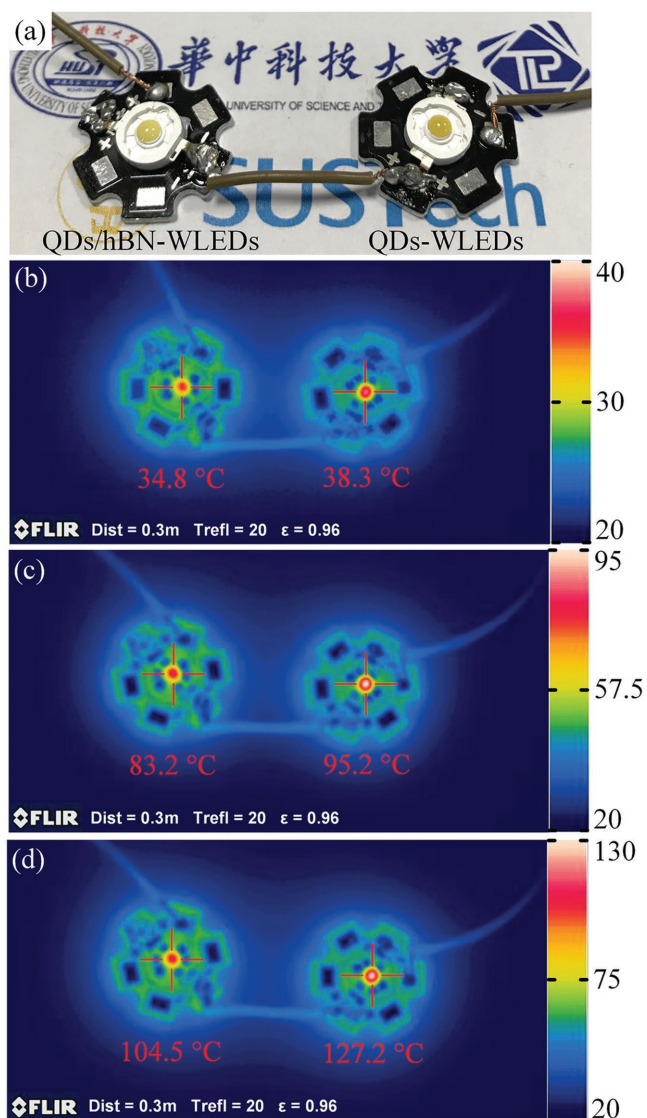 (a)
華中科技大学
UNIVERSITY OF SCIENCE AND
HUST
SUSTech
QDs/hBN-WLEDs
QDs-WLEDs
(b)
40
30
20
34.8 °C
38.3 °C
FLIR Dist = 0.3m Trefl = 20 ε = 0.96
(c)
95
57.5
20
83.2 °C
95.2 °C
FLIR Dist = 0.3m Trefl = 20 ε = 0.96
(d)
130
75
20
104.5 °C
127.2 °C
FLIR Dist = 0.3m Trefl = 20 ε = 0.96